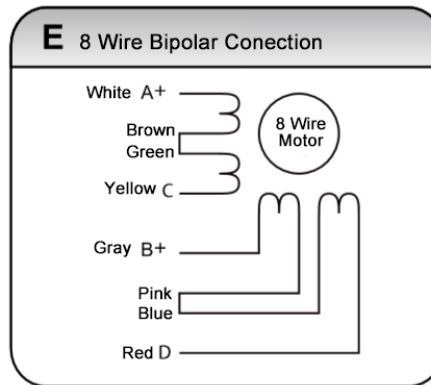 E 8 Wire Bipolar Conection
White A+
Brown
Green
Yellow C
8 Wire
Motor
Gray B+
Pink
Blue
Red D